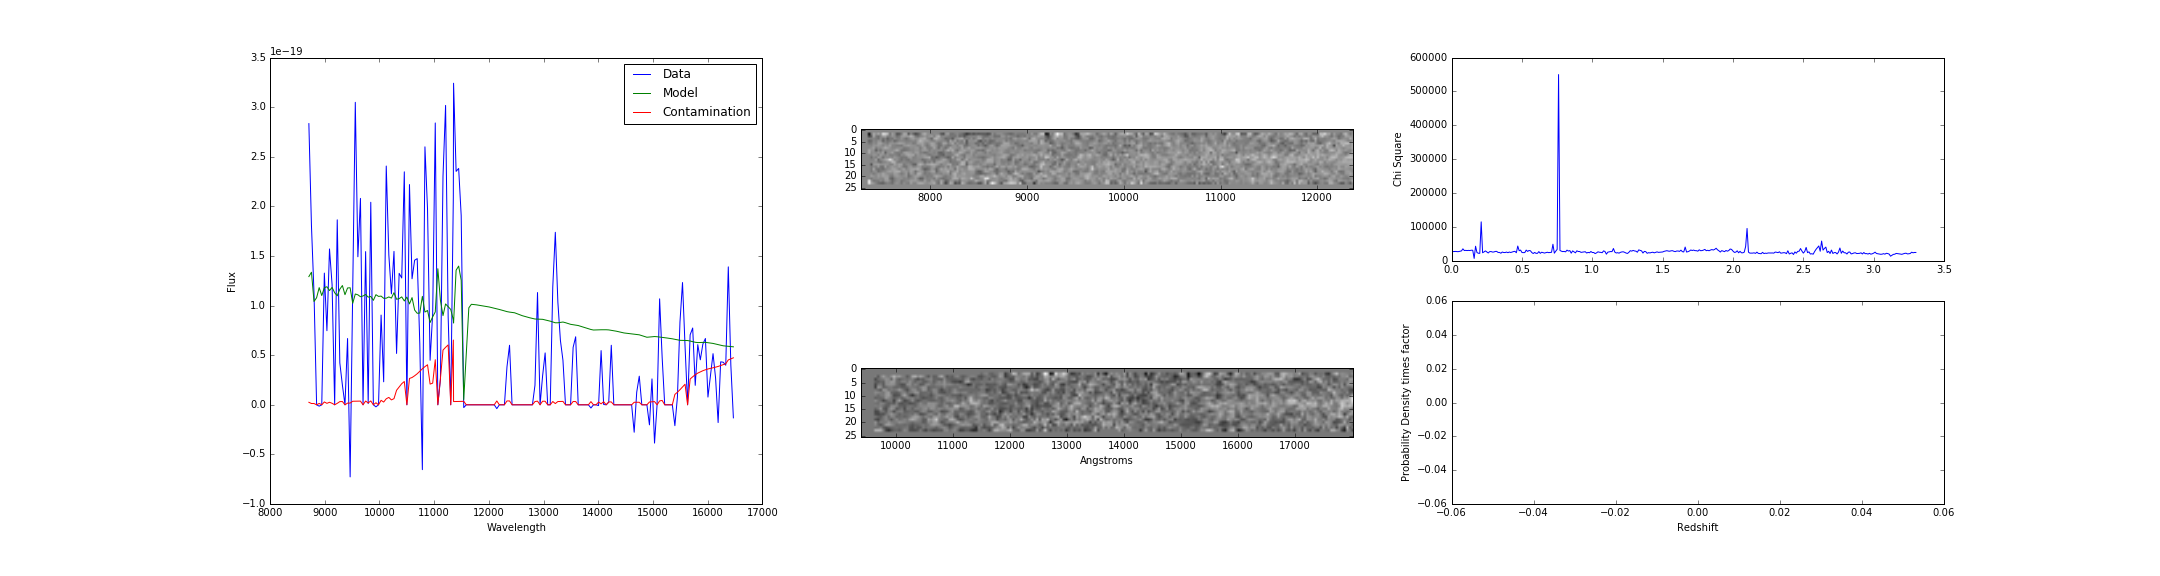 1e−19
3.5
3.0
2.5
2.0
1.5
1.0
0.5
0.0
−0.5
−1.0
Flux
8000 9000 10000 11000 12000 13000 14000 15000 16000 17000
Wavelength
Data
Model
Contamination
0
5
10
15
20
25
8000 9000 10000 11000 12000
0
5
10
15
20
25
10000 11000 12000 13000 14000 15000 16000 17000
Angstroms
600000
500000
400000
300000
200000
100000
0
Chi Square
0.0 0.5 1.0 1.5 2.0 2.5 3.0 3.5
0.06
0.04
0.02
0.00
−0.02
−0.04
−0.06
Probability Density times factor
−0.06 −0.04 −0.02 0.00 0.02 0.04 0.06
Redshift